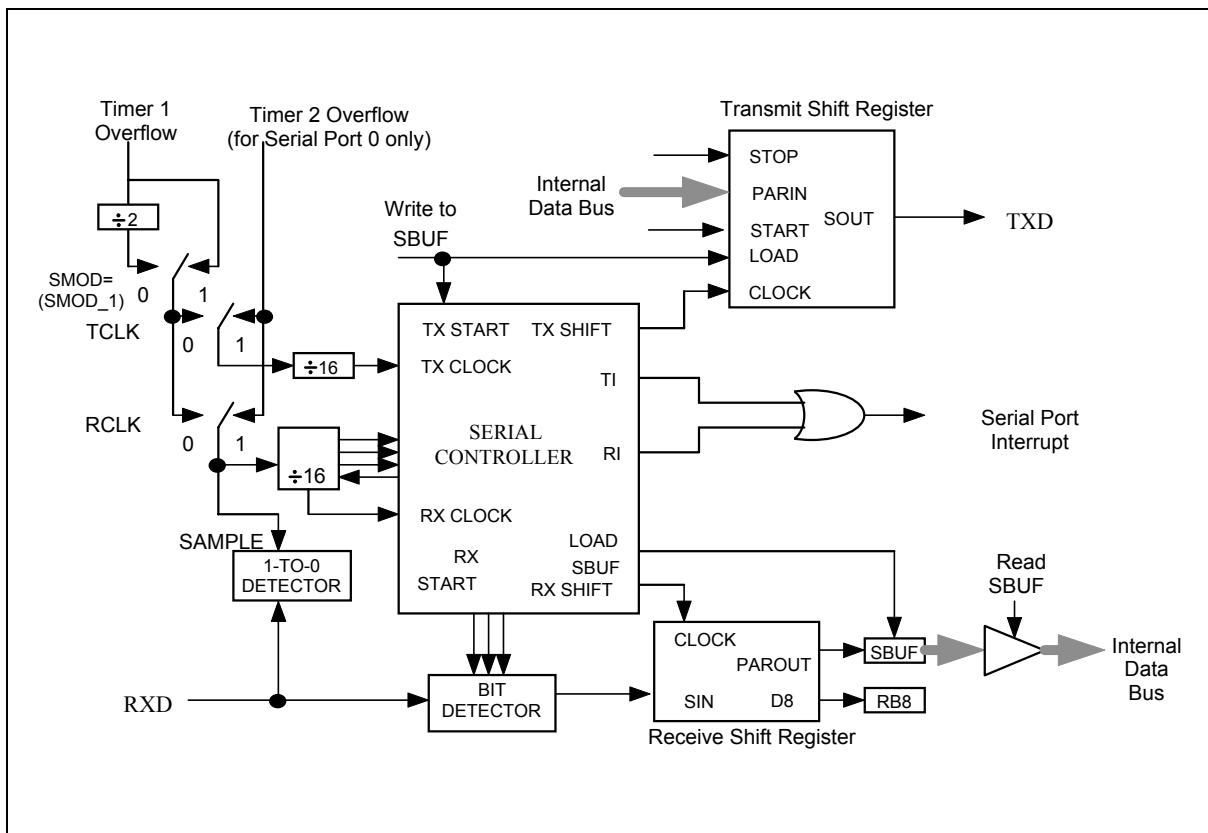 Timer 1
Overflow
Timer 2 Overflow
(for Serial Port 0 only)
÷2
SMOD=
(SMOD_1)
0
1
TCLK
0
1
÷16
RCLK
0
1
÷16
SAMPLE
1-TO-0
DETECTOR
RXD
Write to
SBUF
TX START
TX SHIFT
TX CLOCK
TI
SERIAL
CONTROLLER
RI
RX CLOCK
LOAD
SBUF
RX
START
RX SHIFT
BIT
DETECTOR
Transmit Shift Register
Internal
Data Bus
STOP
PARIN
SOUT
START
LOAD
CLOCK
TXD
Serial Port
Interrupt
CLOCK
PAROUT
SIN
D8
Receive Shift Register
SBUF
RB8
Read
SBUF
Internal
Data
Bus